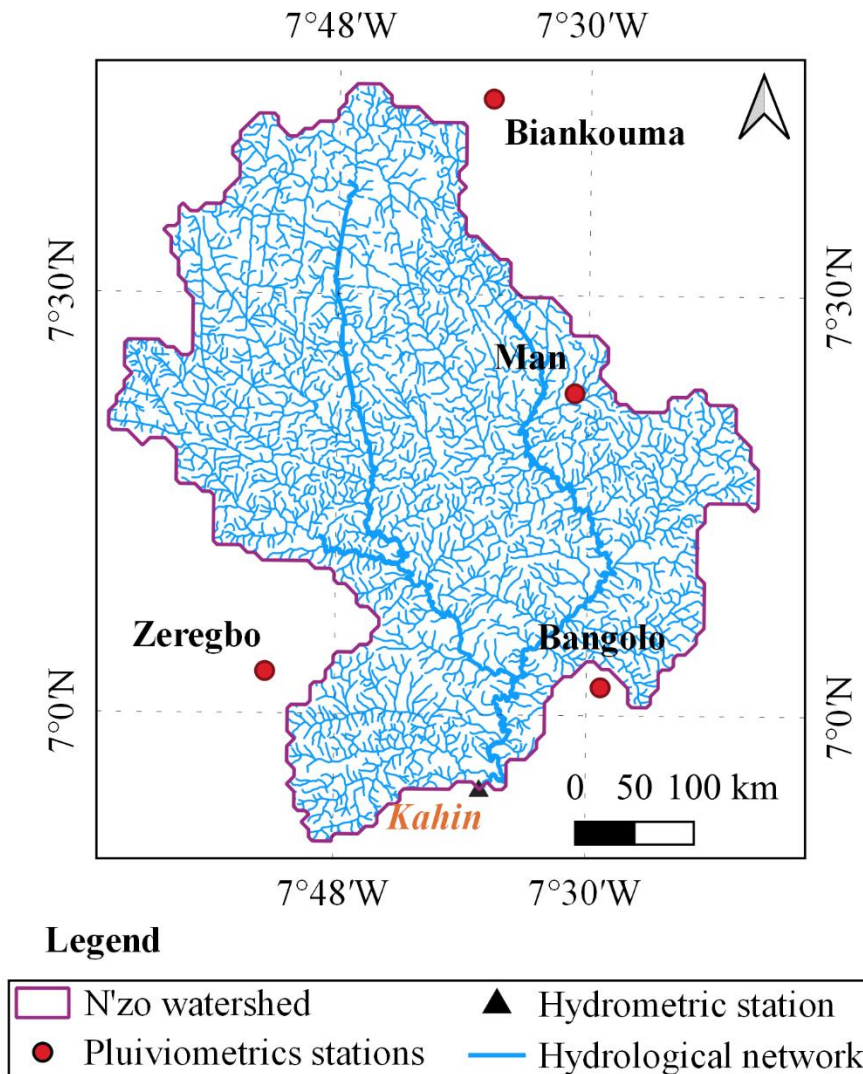 7°48'W 7°30'W
Biankouma
7°30'N 7°30'N
Man
Zeregbo Bangolo
7°0'N 7°0'N
0 50 100 km
Kahin
7°48'W 7°30'W
Legend
N'zo watershed Hydrometric station
Pluiviometrics stations Hydrological network